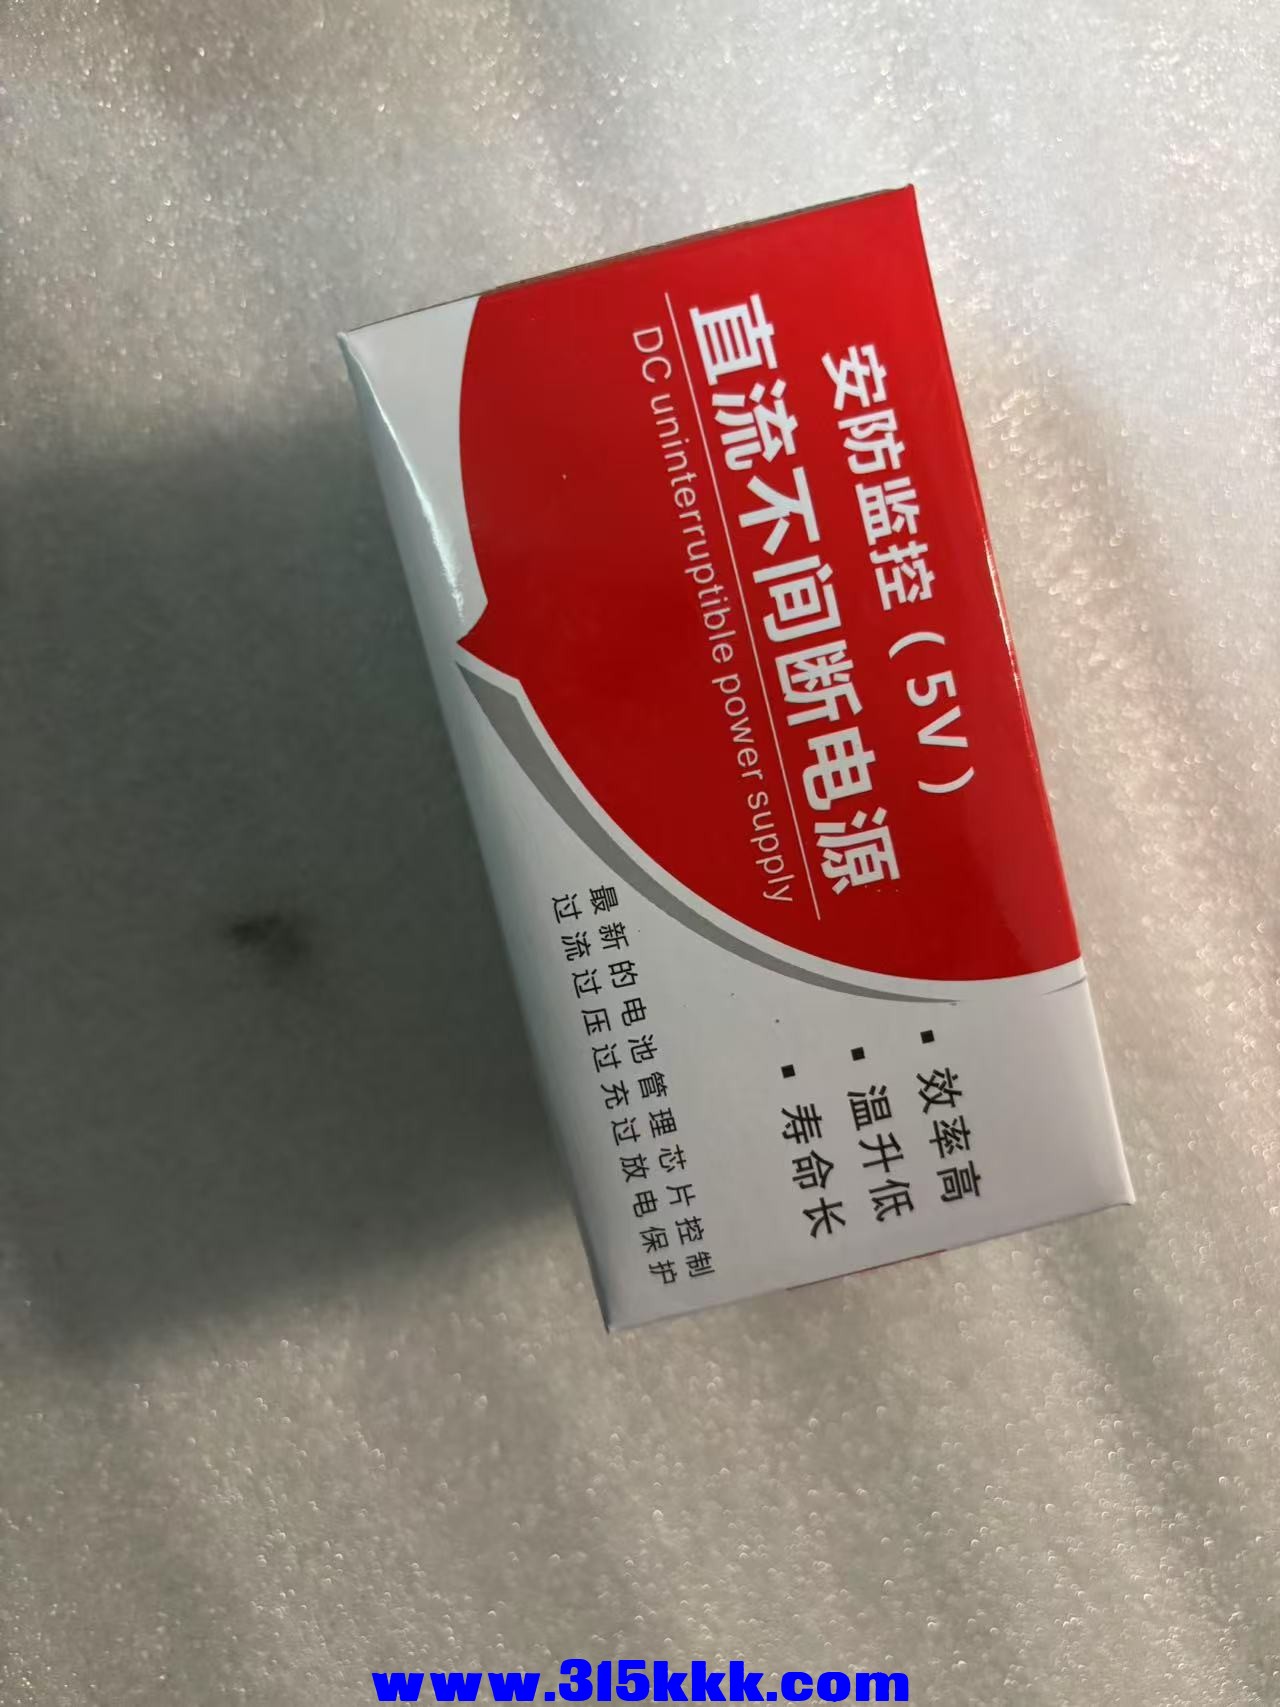 安防监控（5V）
直流不间断电源
DC uninterruptible power supply
▪ 效率高
▪ 温升低
▪ 寿命长
最新的电池管理芯片控制
过流过压过充过放电保护
www.315kkk.com